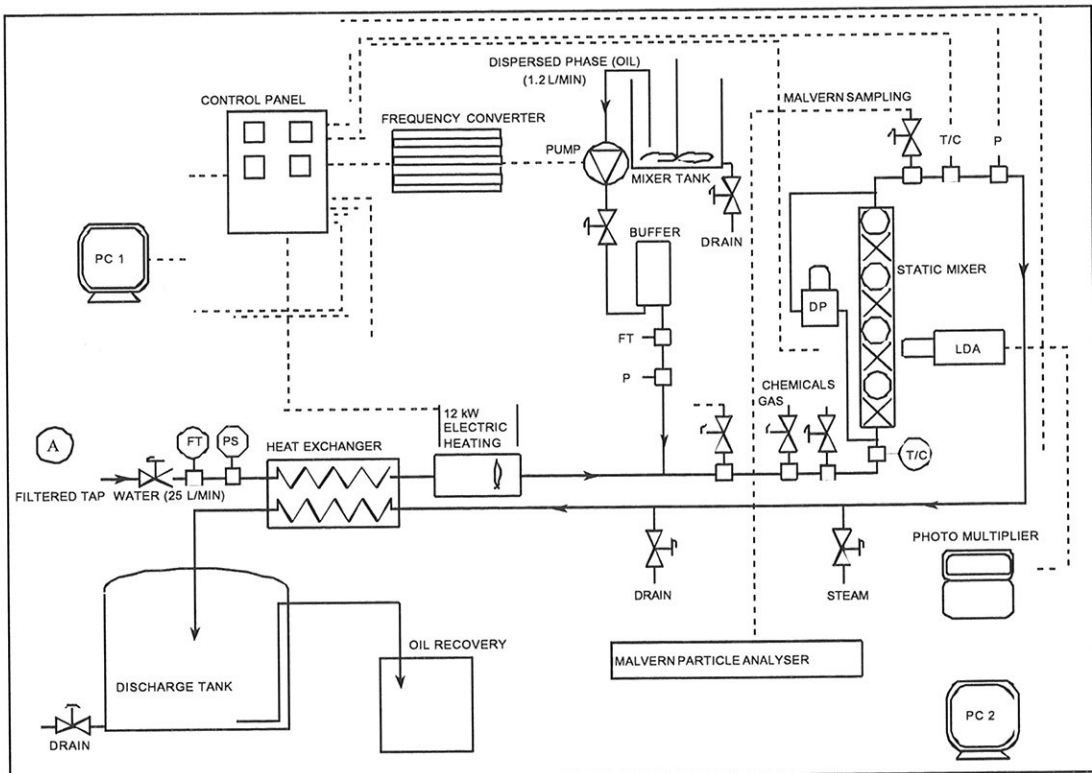 DISPERSED PHASE (OIL)
(1.2 L/MIN)
CONTROL PANEL
FREQUENCY CONVERTER
PUMP
MIXER TANK
MALVERN SAMPLING
T/C
P
DRAIN
BUFFER
STATIC MIXER
PC 1
DP
FT
LDA
P
CHEMICALS
GAS
12 kW
ELECTRIC
HEATING
A
FT
PS
HEAT EXCHANGER
T/C
FILTERED TAP WATER (25 L/MIN)
PHOTO MULTIPLIER
DRAIN
STEAM
OIL RECOVERY
MALVERN PARTICLE ANALYSER
DISCHARGE TANK
PC 2
DRAIN